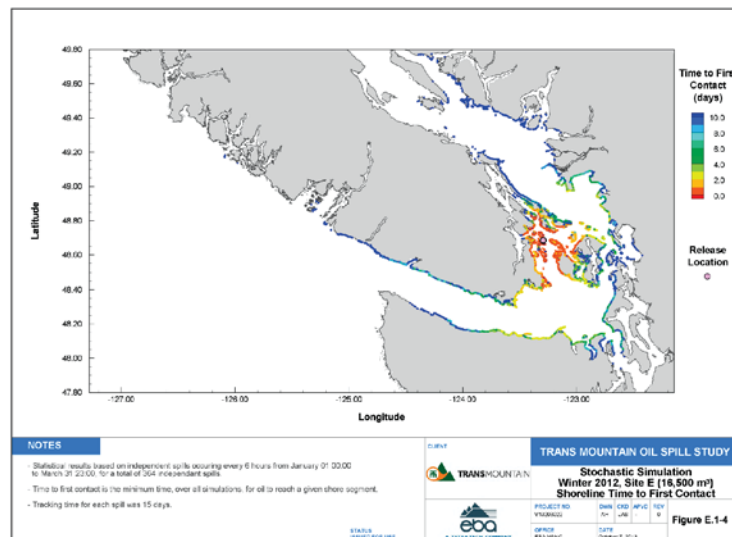 49.80
49.60
49.40
49.20
49.00
48.80
48.60
48.40
48.20
48.00
47.80
Latitude
-127.00 -126.00 -125.00 -124.00 -123.00
Longitude
Time to First
Contact
(days)
10.0
8.0
6.0
4.0
2.0
0.0
Release
Location
NOTES
- Statistical results based on independent spills occuring every 6 hours from January 01 00:00
to March 31 23:00, for a total of 364 independant spills.
- Time to first contact is the minimum time, over all simulations, for oil to reach a given shore segment.
- Tracking time for each spill was 15 days.
STATUS
CLIENT
TRANSMOUNTAIN
eba
TRANS MOUNTAIN OIL SPILL STUDY
Stochastic Simulation
Winter 2012, Site E (16,500 m³)
Shoreline Time to First Contact
PROJECT NO DWN CKD APVD REV
OFFICE DATE
Figure E.1-4